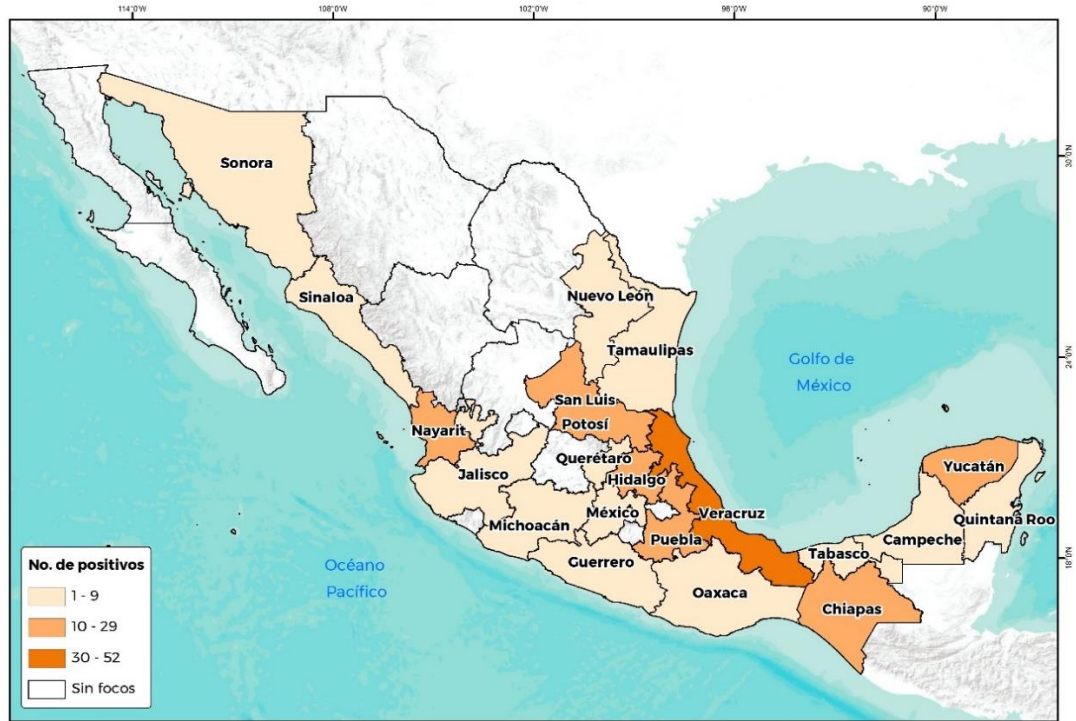 114°0'W
108°0'W
102°0'W
96°0'W
90°0'W
30°0'N
Sonora
Sinaloa
Nuevo León
Tamaulipas
24°0'N
Golfo de
México
San Luis
Potosí
Nayarit
Querétaro
Yucatán
Jalisco
Hidalgo
México
Veracruz
Quintana Roo
Michoacán
Puebla
Campeche
Tabasco
18°0'N
Guerrero
Océano
Pacífico
Oaxaca
Chiapas
No. de positivos
1 - 9
10 - 29
30 - 52
Sin focos